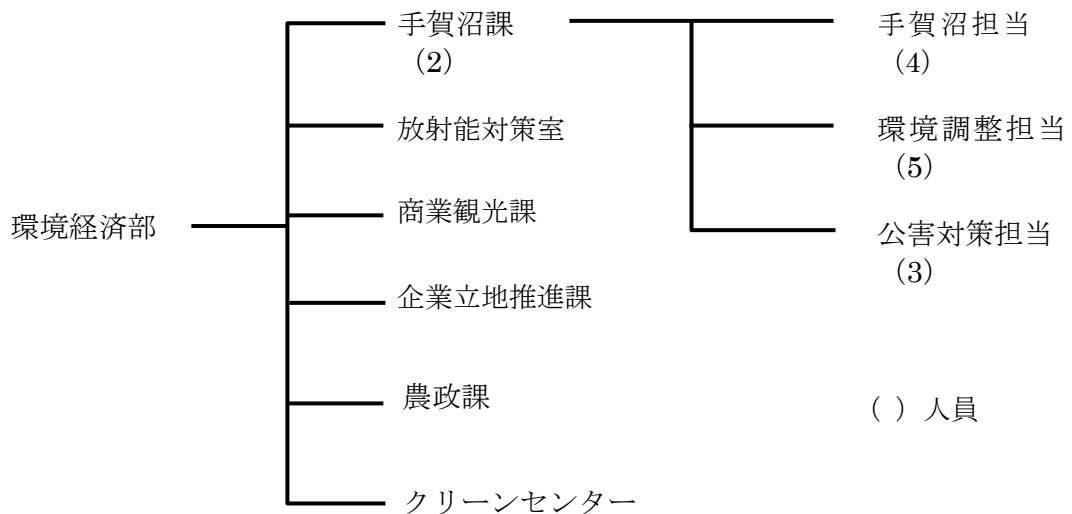 手賀沼課
(2)
手賀沼担当
(4)
放射能対策室
環境調整担当
(5)
商業観光課
環境経済部
公害対策担当
(3)
企業立地推進課
農政課
( ) 人員
クリーンセンター